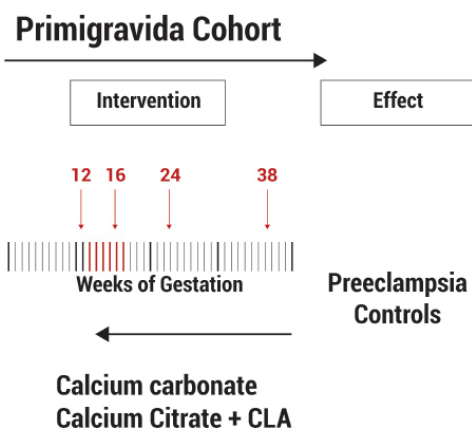 Primigravida Cohort
Intervention
Effect
12 16 24 38
Weeks of Gestation
Preeclampsia
Controls
Calcium carbonate
Calcium Citrate + CLA